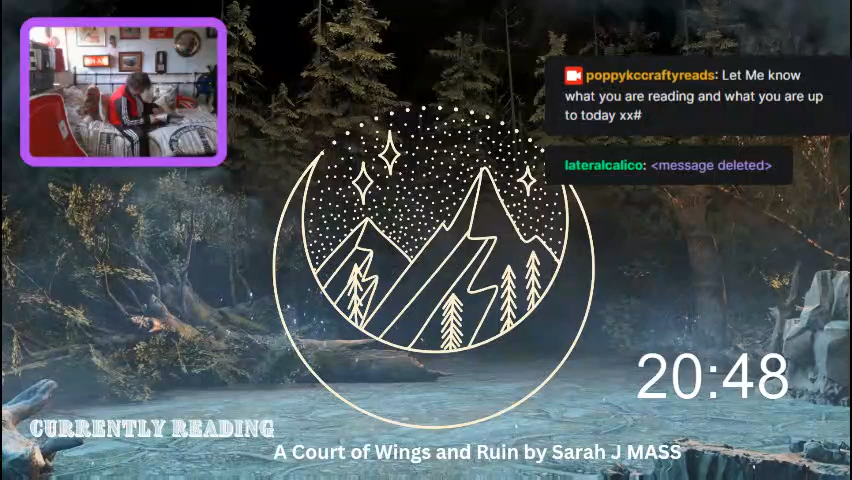 poppykccraftyreads: Let Me know
what you are reading and what you are up
to today xx#
lateralcalico: <message deleted>
20:48
CURRENTLY READING
A Court of Wings and Ruin by Sarah J MASS